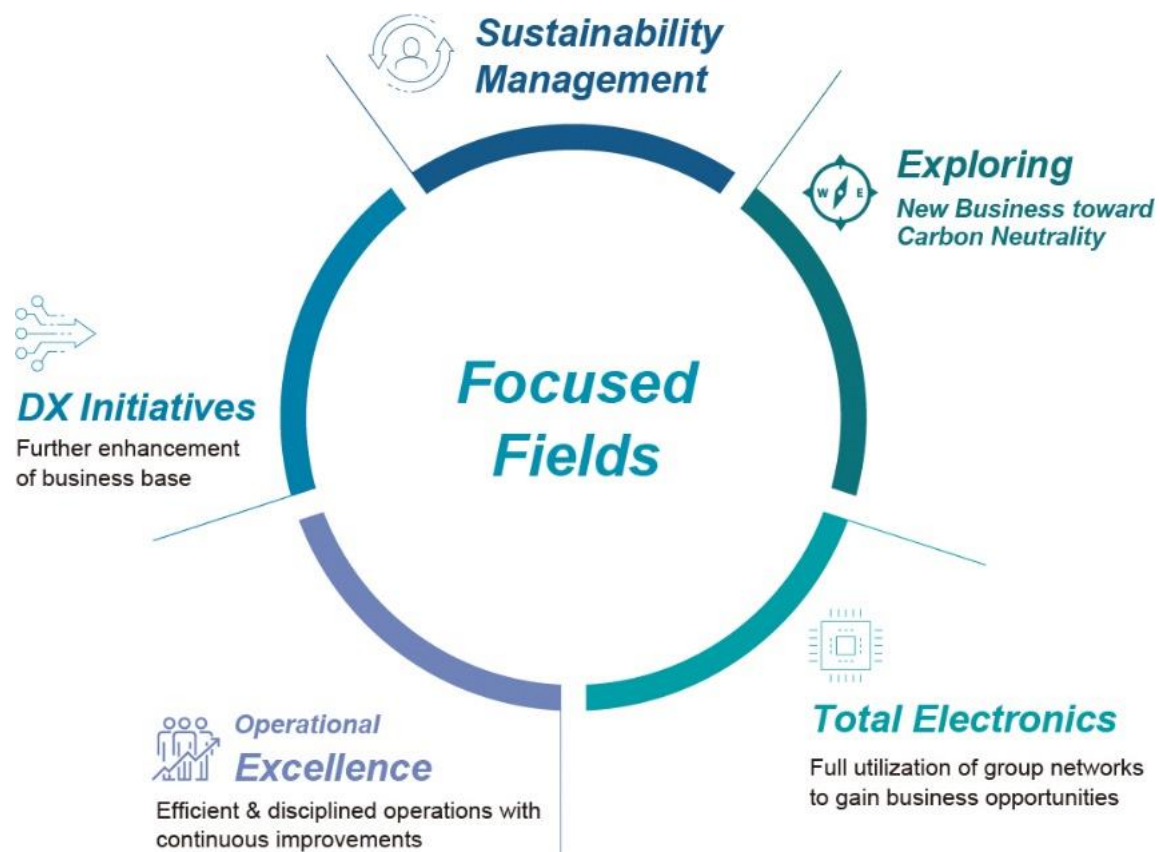 Sustainability
Management
Exploring
New Business toward
Carbon Neutrality
W E
Focused
Fields
DX Initiatives
Further enhancement
of business base
Total Electronics
Full utilization of group networks
to gain business opportunities
Operational
Excellence
Efficient & disciplined operations with
continuous improvements